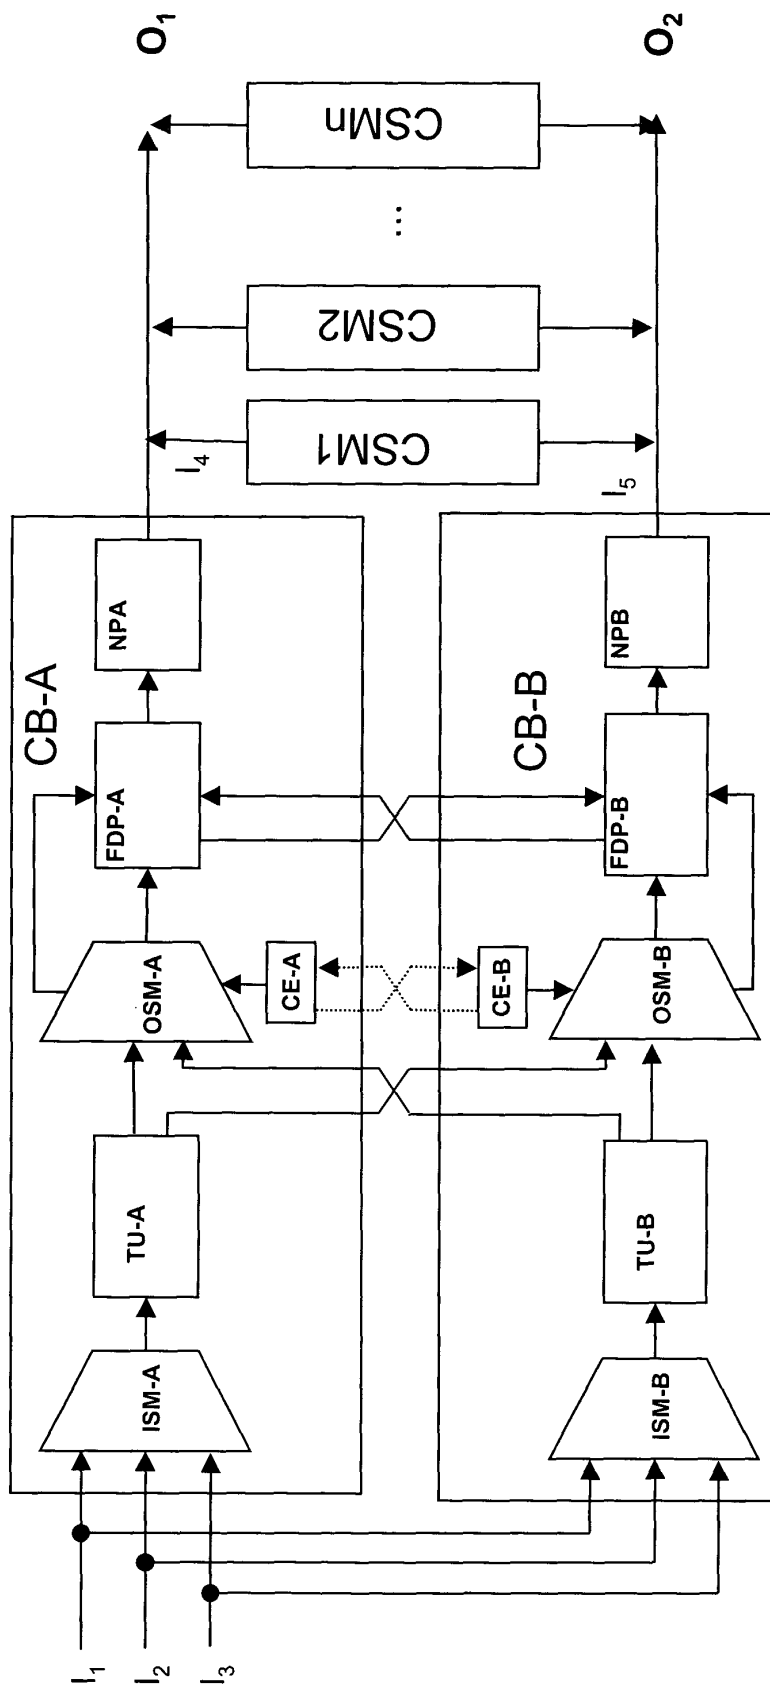 I1
I2
I3
CB-A
ISM-A
TU-A
OSM-A
CE-A
FDP-A
NPA
I4
O1
CB-B
ISM-B
TU-B
OSM-B
CE-B
FDP-B
NPB
I5
O2
CSM1
CSM2
...
CSMn